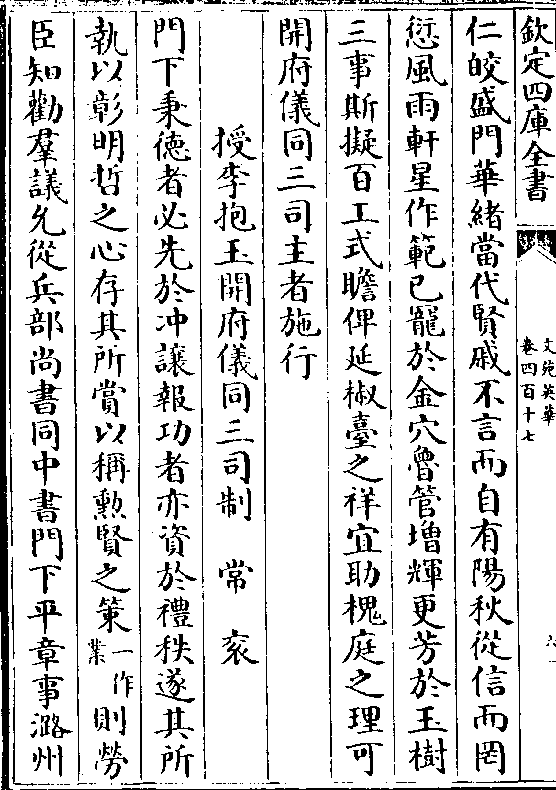 欽定四庫全書
文苑英華
卷四百十七
仁皎盛門華緒當代賢戚不言而自有陽秋從信而罔
愆風雨軒星作範已寵於金穴魯管增輝更芳於玉樹
三事斯擬百工式瞻俾延椒臺之祥宜助槐庭之理可
開府儀同三司主者施行
授李抱玉開府儀同三司制 常袞
門下秉德者必先於沖讓報功者亦資於禮秩遂其所
執以彰明哲之心存其所賞以稱勲賢之策一作業則勞
臣知勸羣議允從兵部尚書同中書門下平章事潞州